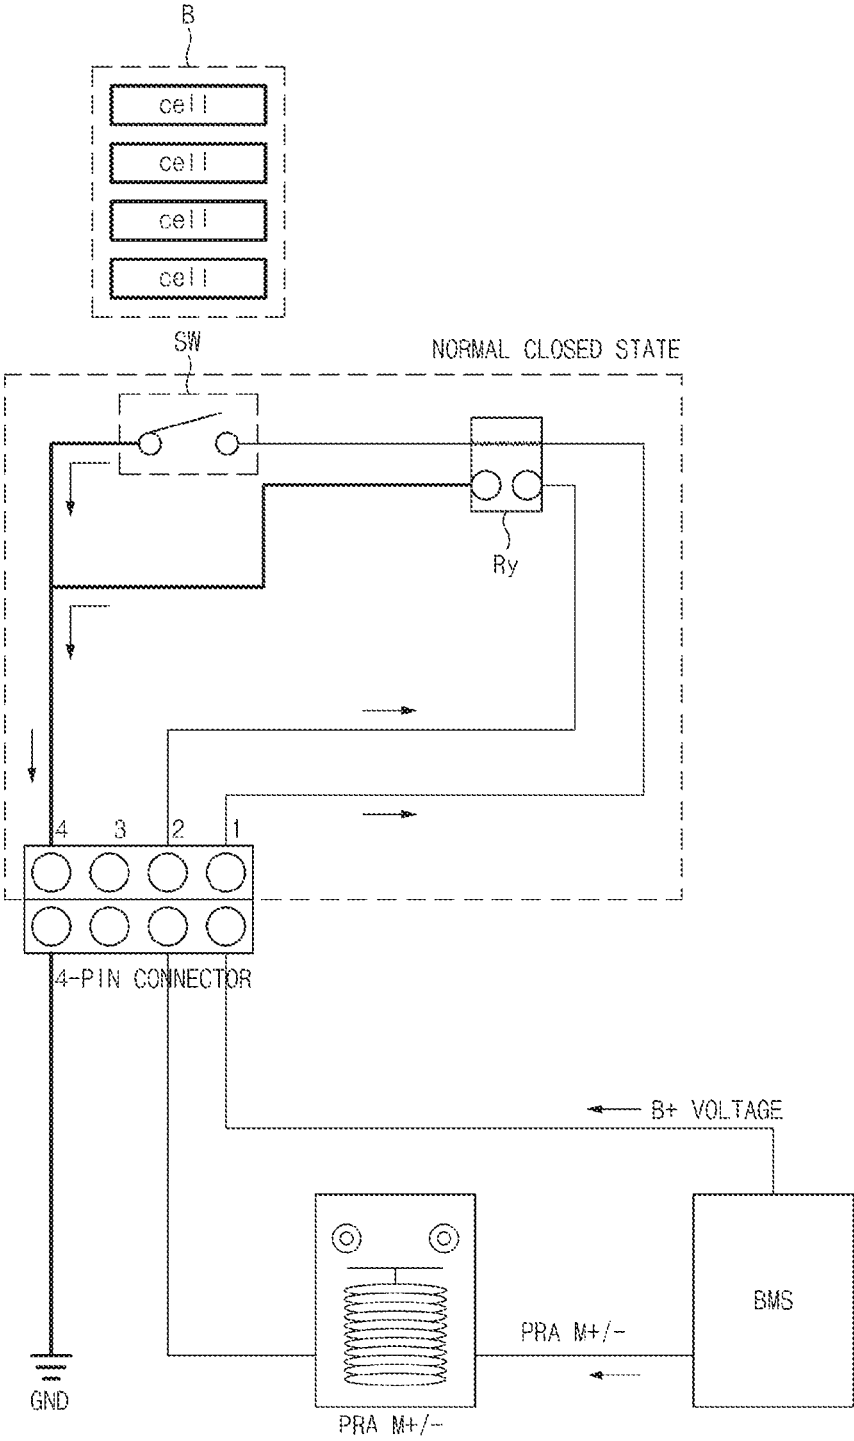 B
cell
cell
cell
cell
SW
NORMAL CLOSED STATE
Ry
4 3 2 1
4-PIN CONNECTOR
B+ VOLTAGE
BMS
PRA M+/-
GND
PRA M+/-